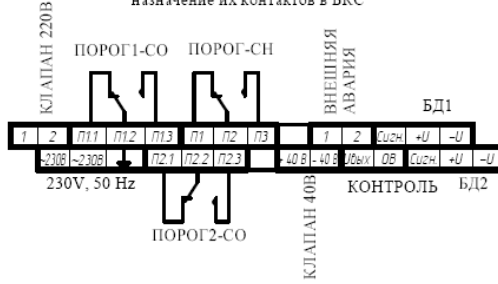 назначение их контактов в БКС
КЛАПАН 220В
ПОРОГ1-СО
ПОРОГ-СН
ВНЕШНЯЯ
АВАРИЯ
БД1
1 2 П1.1 П1.2 П1.3 П1 П2 П3 1 2 Сигн. +U -U
~230В ~230В П2.1 П2.2 П2.3 + 40 В - 40 В Uвых 0В Сигн. +U -U
230V, 50 Hz
КЛАПАН 40В
КОНТРОЛЬ
БД2
ПОРОГ2-СО